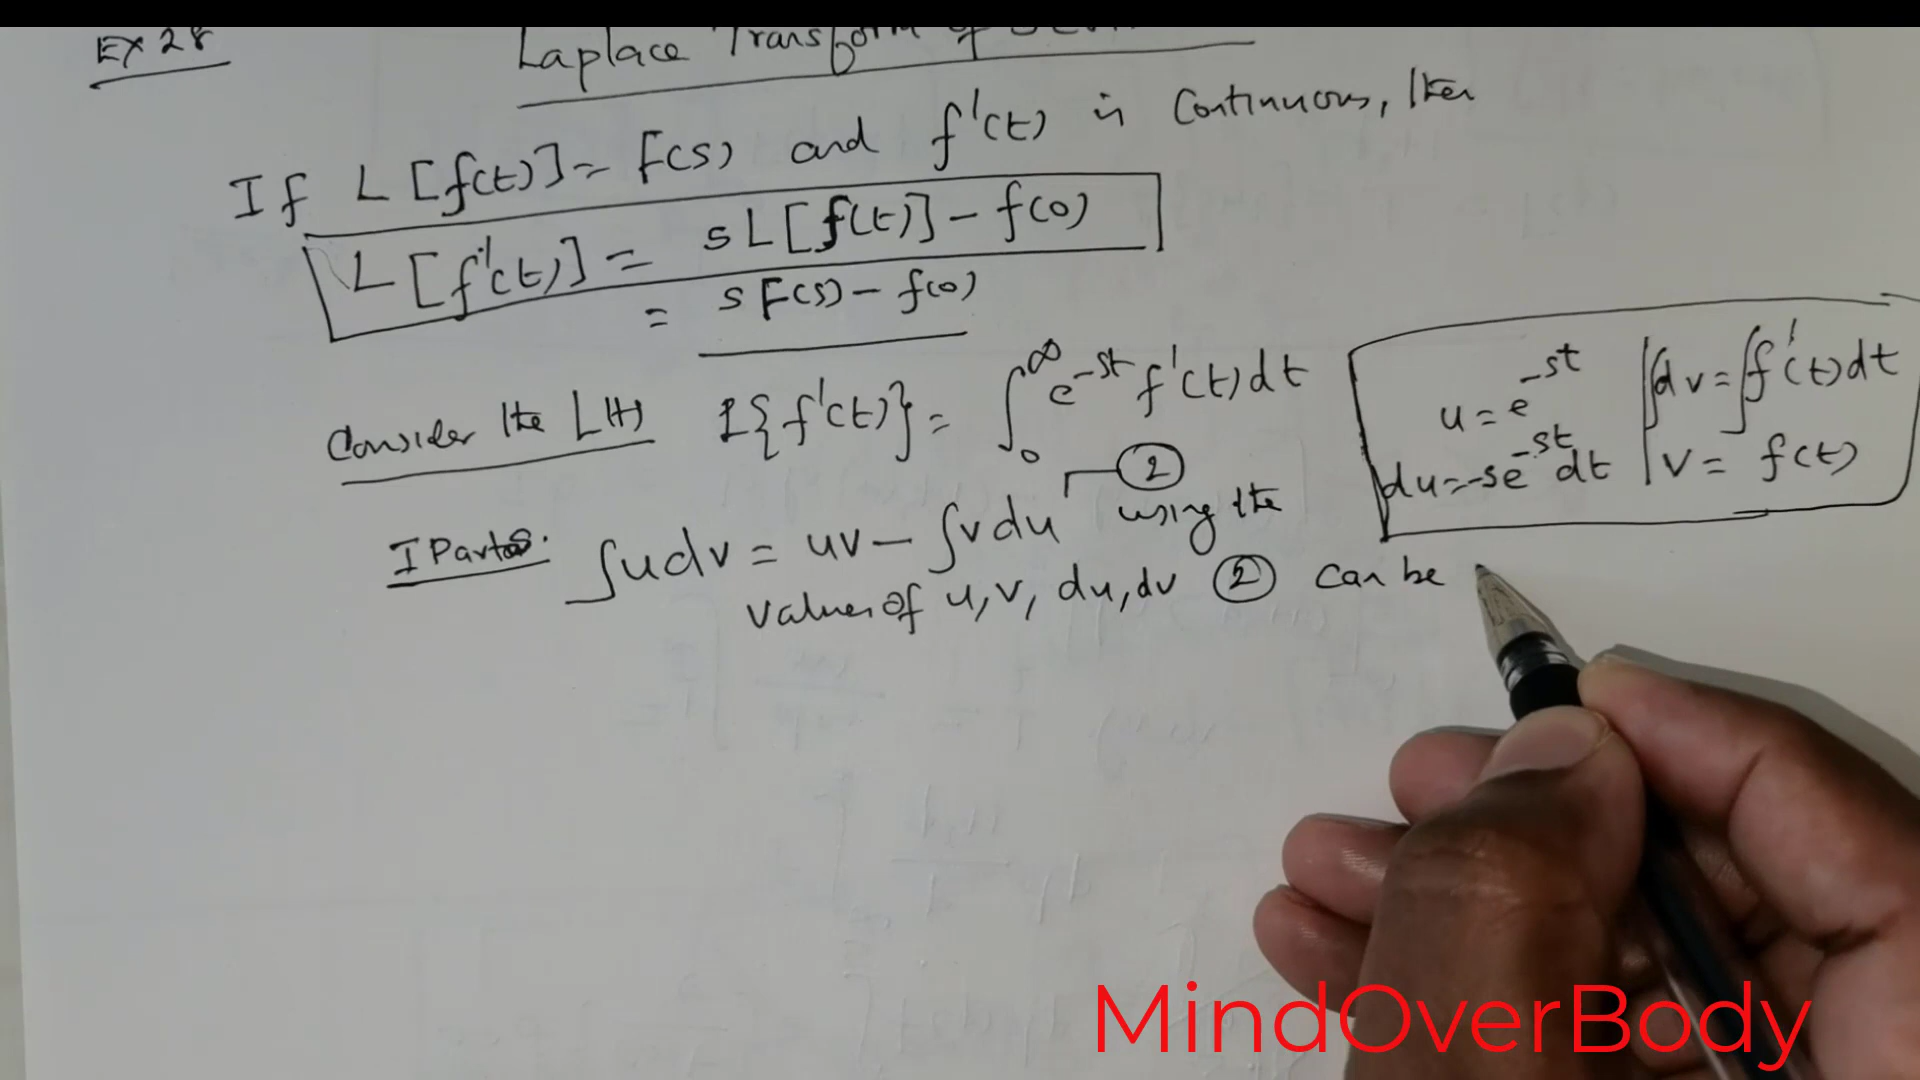 EX 28
Laplace Transform of
If L[f(t)] = F(s) and f'(t) is Continuous, then
L[f'(t)] = sL[f(t)] - f(0)
= sF(s) - f(0)
Consider the L(H) L{f'(t)} = ∫₀^∞ e^-st f'(t)dt
u = e^-st ∫dv = ∫f'(t)dt
du = -se^-st dt v = f(t)
I Parts. ∫udv = uv - ∫vdu ② using the
values of u, v, du, dv ② can be
MindOverBody